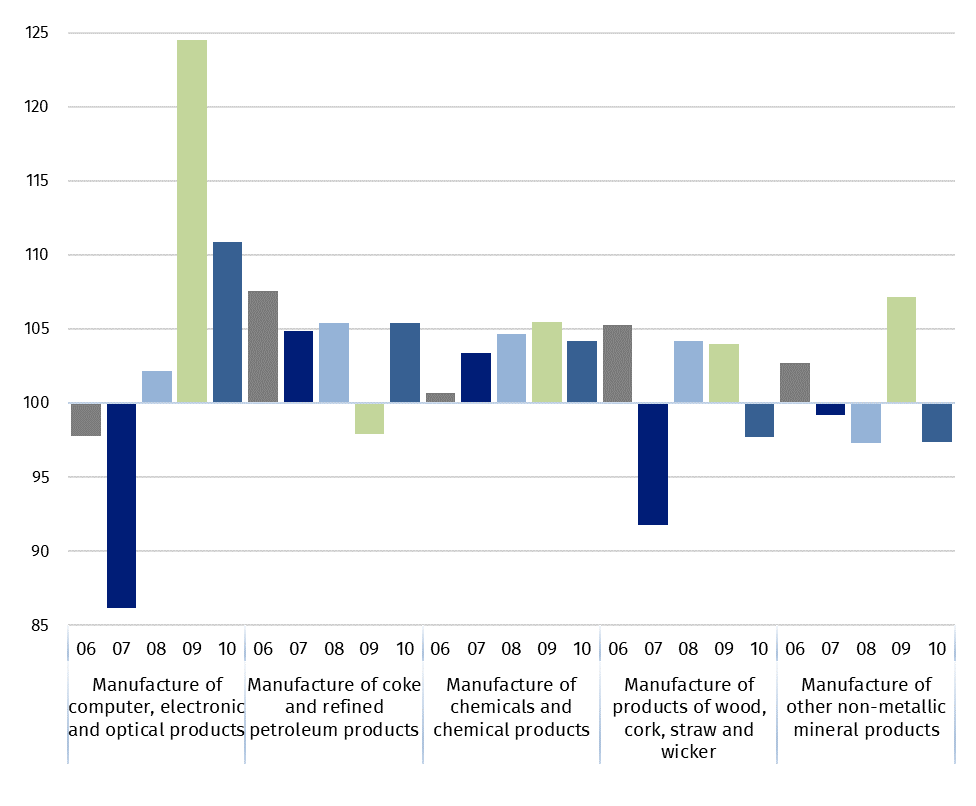 125
120
115
110
105
100
95
90
85
06 07 08 09 10 06 07 08 09 10 06 07 08 09 10 06 07 08 09 10 06 07 08 09 10
Manufacture of
computer, electronic
and optical products
Manufacture of coke
and refined
petroleum products
Manufacture of
chemicals and
chemical products
Manufacture of
products of wood,
cork, straw and
wicker
Manufacture of
other non-metallic
mineral products